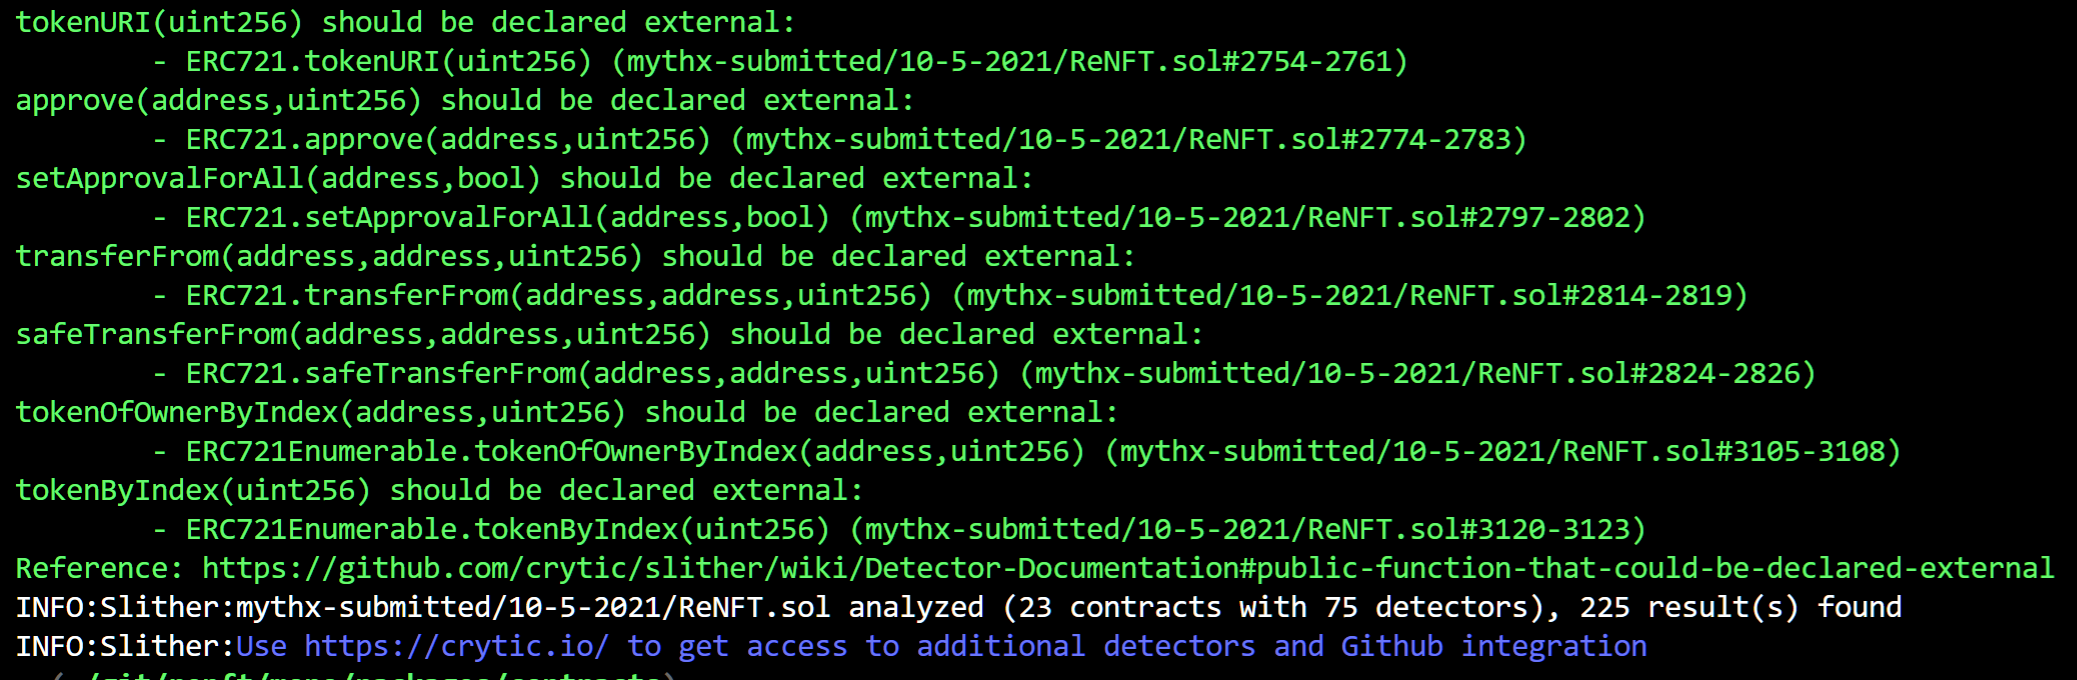 tokenURI(uint256) should be declared external:
- ERC721.tokenURI(uint256) (mythx-submitted/10-5-2021/ReNFT.sol#2754-2761)
approve(address,uint256) should be declared external:
- ERC721.approve(address,uint256) (mythx-submitted/10-5-2021/ReNFT.sol#2774-2783)
setApprovalForAll(address,bool) should be declared external:
- ERC721.setApprovalForAll(address,bool) (mythx-submitted/10-5-2021/ReNFT.sol#2797-2802)
transferFrom(address,address,uint256) should be declared external:
- ERC721.transferFrom(address,address,uint256) (mythx-submitted/10-5-2021/ReNFT.sol#2814-2819)
safeTransferFrom(address,address,uint256) should be declared external:
- ERC721.safeTransferFrom(address,address,uint256) (mythx-submitted/10-5-2021/ReNFT.sol#2824-2826)
tokenOfOwnerByIndex(address,uint256) should be declared external:
- ERC721Enumerable.tokenOfOwnerByIndex(address,uint256) (mythx-submitted/10-5-2021/ReNFT.sol#3105-3108)
tokenByIndex(uint256) should be declared external:
- ERC721Enumerable.tokenByIndex(uint256) (mythx-submitted/10-5-2021/ReNFT.sol#3120-3123)
Reference: https://github.com/crytic/slither/wiki/Detector-Documentation#public-function-that-could-be-declared-external
INFO:Slither:mythx-submitted/10-5-2021/ReNFT.sol analyzed (23 contracts with 75 detectors), 225 result(s) found
INFO:Slither:Use https://crytic.io/ to get access to additional detectors and Github integration